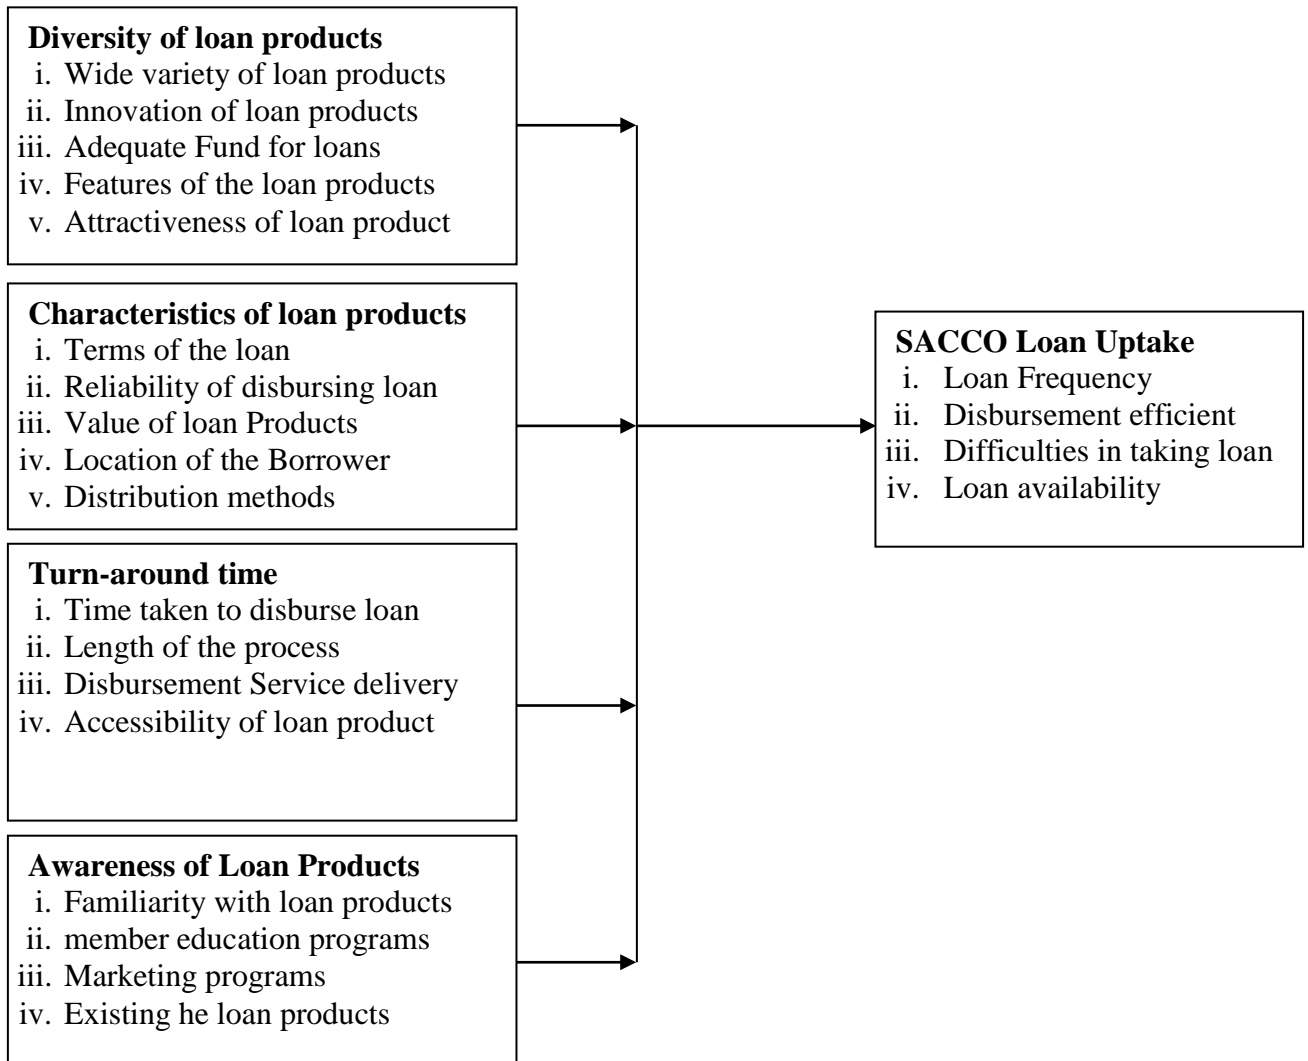 Diversity of loan products
i. Wide variety of loan products
ii. Innovation of loan products
iii. Adequate Fund for loans
iv. Features of the loan products
v. Attractiveness of loan product
Characteristics of loan products
i. Terms of the loan
ii. Reliability of disbursing loan
iii. Value of loan Products
iv. Location of the Borrower
v. Distribution methods
Turn-around time
i. Time taken to disburse loan
ii. Length of the process
iii. Disbursement Service delivery
iv. Accessibility of loan product
Awareness of Loan Products
i. Familiarity with loan products
ii. member education programs
iii. Marketing programs
iv. Existing he loan products
SACCO Loan Uptake
i. Loan Frequency
ii. Disbursement efficient
iii. Difficulties in taking loan
iv. Loan availability